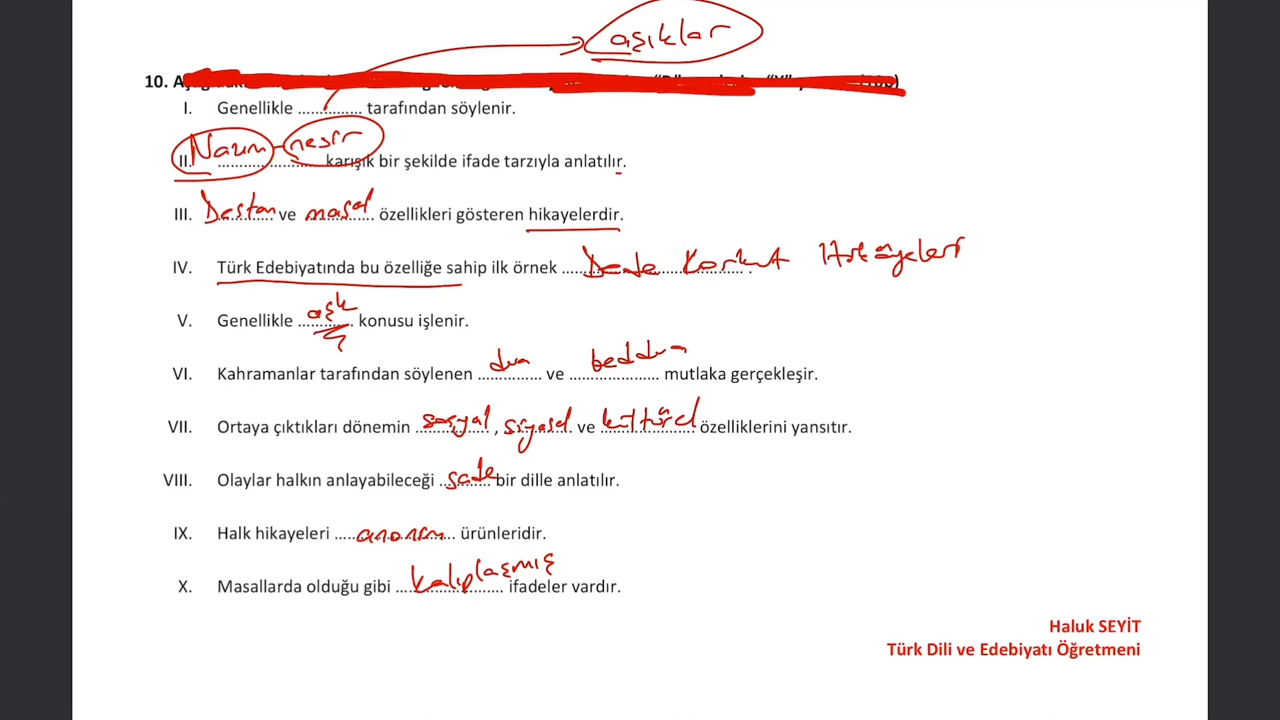 aşıklar
10. A
I. Genellikle .............. tarafından söylenir.
II. Nazım - nesir karışık bir şekilde ifade tarzıyla anlatılır.
III. Destan ve masal özellikleri gösteren hikayelerdir.
IV. Türk Edebiyatında bu özelliğe sahip ilk örnek Dede Korkut Hikayeleri.
V. Genellikle aşk konusu işlenir.
VI. Kahramanlar tarafından söylenen dua ve beddua mutlaka gerçekleşir.
VII. Ortaya çıktıkları dönemin sosyal, siyasal ve kültürel özelliklerini yansıtır.
VIII. Olaylar halkın anlayabileceği sade bir dille anlatılır.
IX. Halk hikayeleri anonim ürünleridir.
X. Masallarda olduğu gibi kalıplaşmış ifadeler vardır.
Haluk SEYİT
Türk Dili ve Edebiyatı Öğretmeni